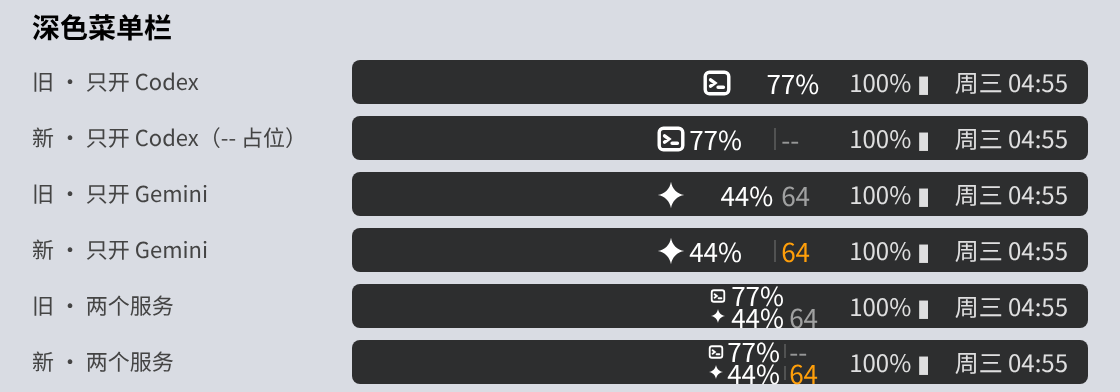 深色菜单栏
旧 · 只开 Codex 77% 100% 周三 04:55
新 · 只开 Codex（-- 占位） 77% -- 100% 周三 04:55
旧 · 只开 Gemini 44% 64 100% 周三 04:55
新 · 只开 Gemini 44% 64 100% 周三 04:55
旧 · 两个服务 77% 100% 周三 04:55
44% 64
新 · 两个服务 77% -- 100% 周三 04:55
44% 64